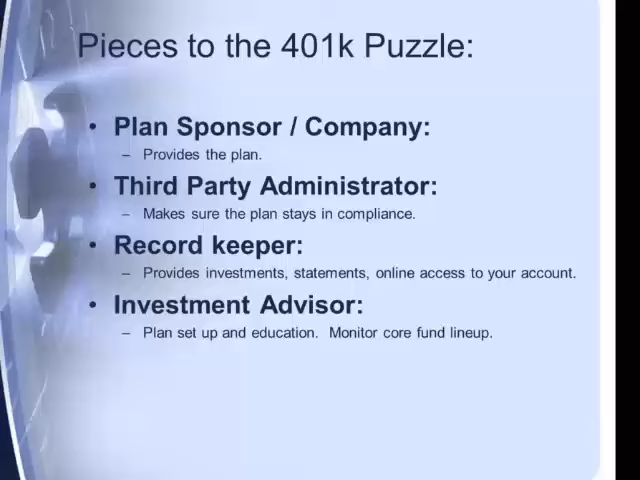 Pieces to the 401k Puzzle:
• Plan Sponsor / Company:
– Provides the plan.
• Third Party Administrator:
– Makes sure the plan stays in compliance.
• Record keeper:
– Provides investments, statements, online access to your account.
• Investment Advisor:
– Plan set up and education.  Monitor core fund lineup.